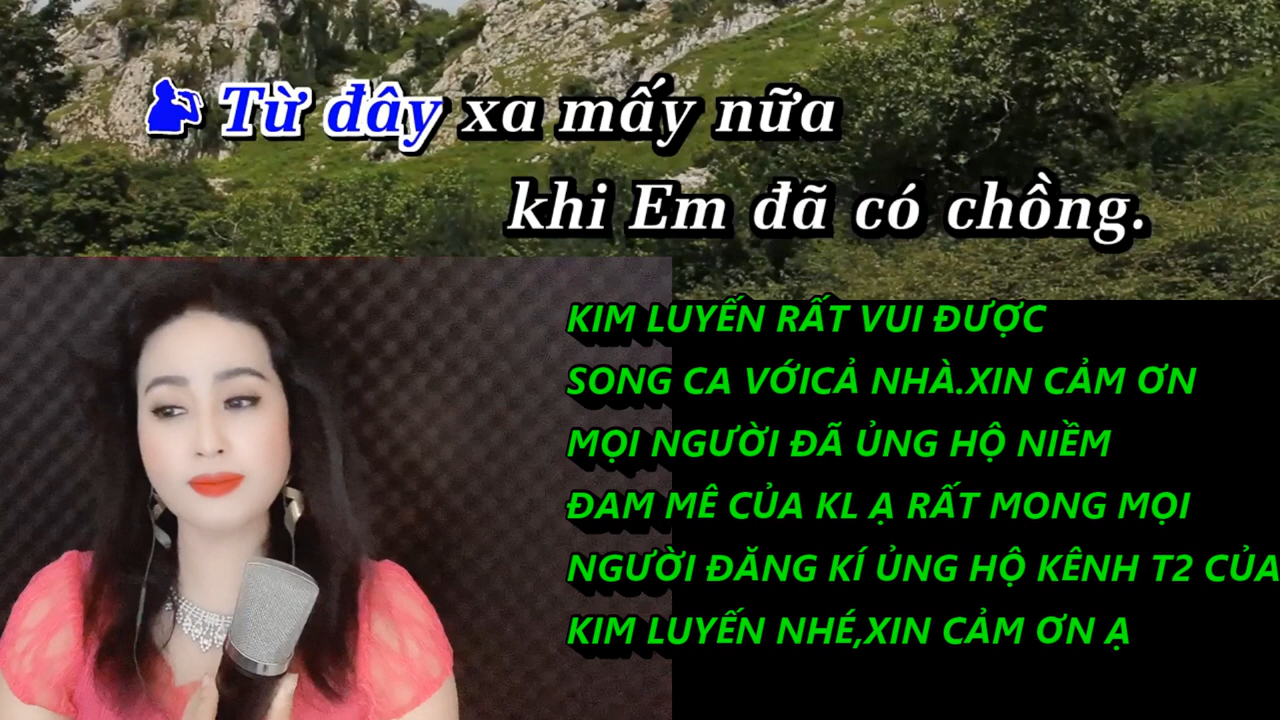 Từ đây xa mấy nữa
khi Em đã có chồng.
KIM LUYẾN RẤT VUI ĐƯỢC
SONG CA VỚICẢ NHÀ.XIN CẢM ƠN
MỌI NGƯỜI ĐÃ ỦNG HỘ NIỀM
ĐAM MÊ CỦA KL Ạ RẤT MONG MỌI
NGƯỜI ĐĂNG KÍ ỦNG HỘ KÊNH T2 CỦA
KIM LUYẾN NHÉ,XIN CẢM ƠN Ạ